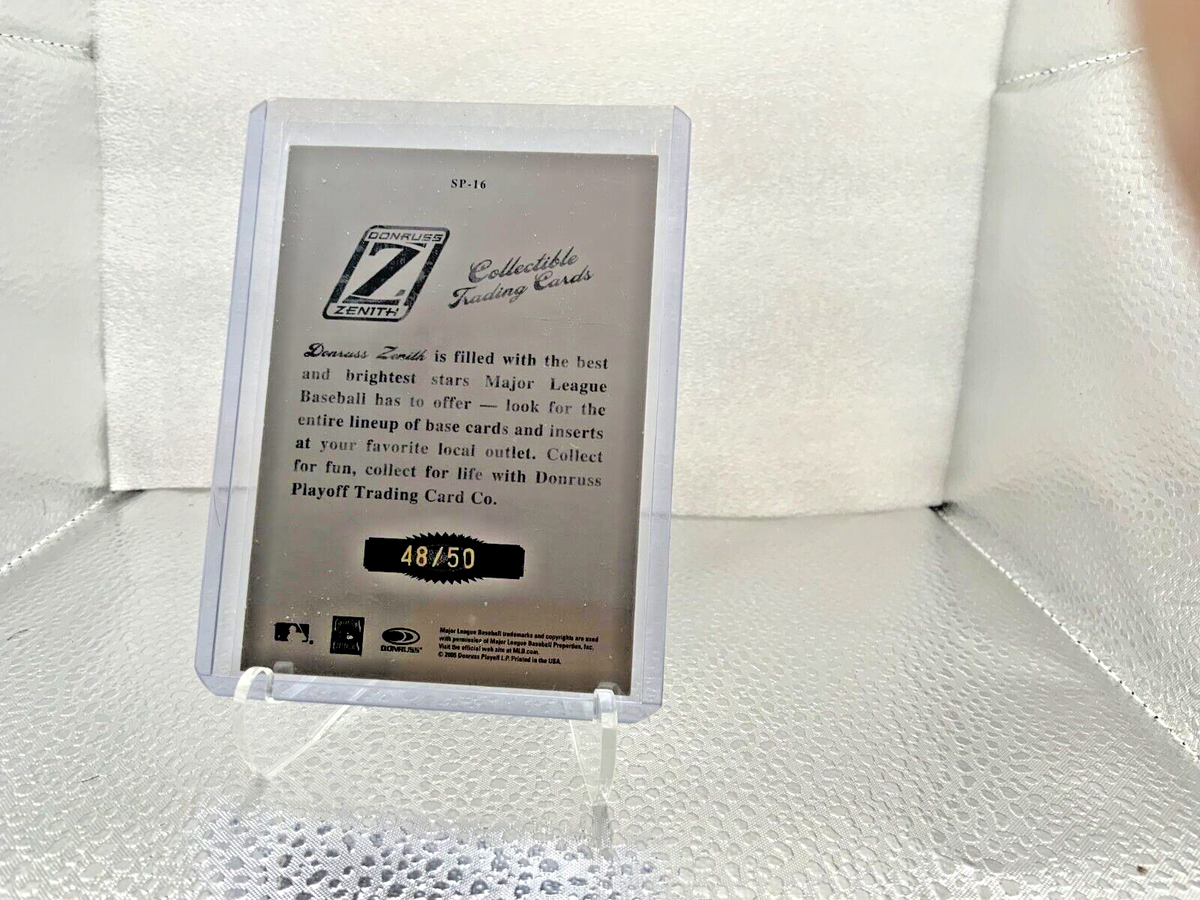 SP-16
DONRUSS
Z
ZENITH
Collectible
Trading Cards
Donruss Zenith is filled with the best
and brightest stars Major League
Baseball has to offer — look for the
entire lineup of base cards and inserts
at your favorite local outlet. Collect
for fun, collect for life with Donruss
Playoff Trading Card Co.
48/50
DONRUSS
Major League Baseball trademarks and copyrights are used
with permission of Major League Baseball Properties, Inc.
Visit the official web site at MLB.com.
© 2005 Donruss Playoff L.P. Printed in the USA.